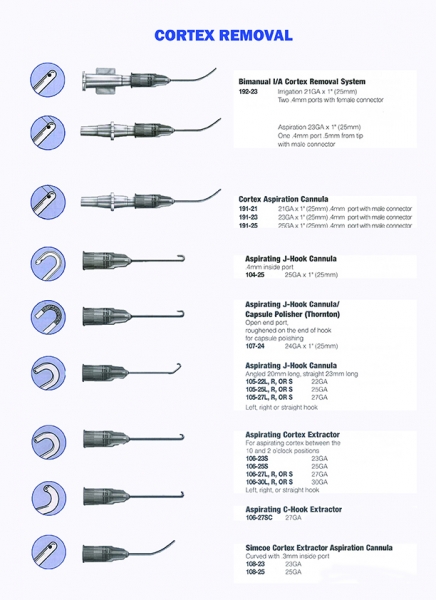 CORTEX REMOVAL
Bimanual I/A Cortex Removal System
192-23 Irrigation 21GA x 1" (25mm)
Two .4mm ports with female connector
Aspiration 23GA x 1" (25mm)
One .4mm port .5mm from tip
with male connector
Cortex Aspiration Cannula
191-21 21GA x 1" (25mm) .4mm port with male connector
191-23 23GA x 1" (25mm) .4mm port with male connector
191-25 25GA x 1" (25mm) .4mm port with male connector
Aspirating J-Hook Cannula
.4mm inside port
104-25 25GA x 1" (25mm)
Aspirating J-Hook Cannula/
Capsule Polisher (Thornton)
Open end port,
roughened on the end of hook
for capsule polishing
107-24 24GA x 1" (25mm)
Aspirating J-Hook Cannula
Angled 20mm long, straight 23mm long
105-22L, R, OR S 22GA
105-25L, R, OR S 25GA
105-27L, R, OR S 27GA
Left, right or straight hook
Aspirating Cortex Extractor
For aspirating cortex between the
10 and 2 o'clock positions
106-23S 23GA
106-25S 25GA
106-27L, R, OR S 27GA
106-30L, R, OR S 30GA
Left, right, or straight hook
Aspirating C-Hook Extractor
106-27SC 27GA
Simcoe Cortex Extractor Aspiration Cannula
Curved with .3mm inside port
108-23 23GA
108-25 25GA